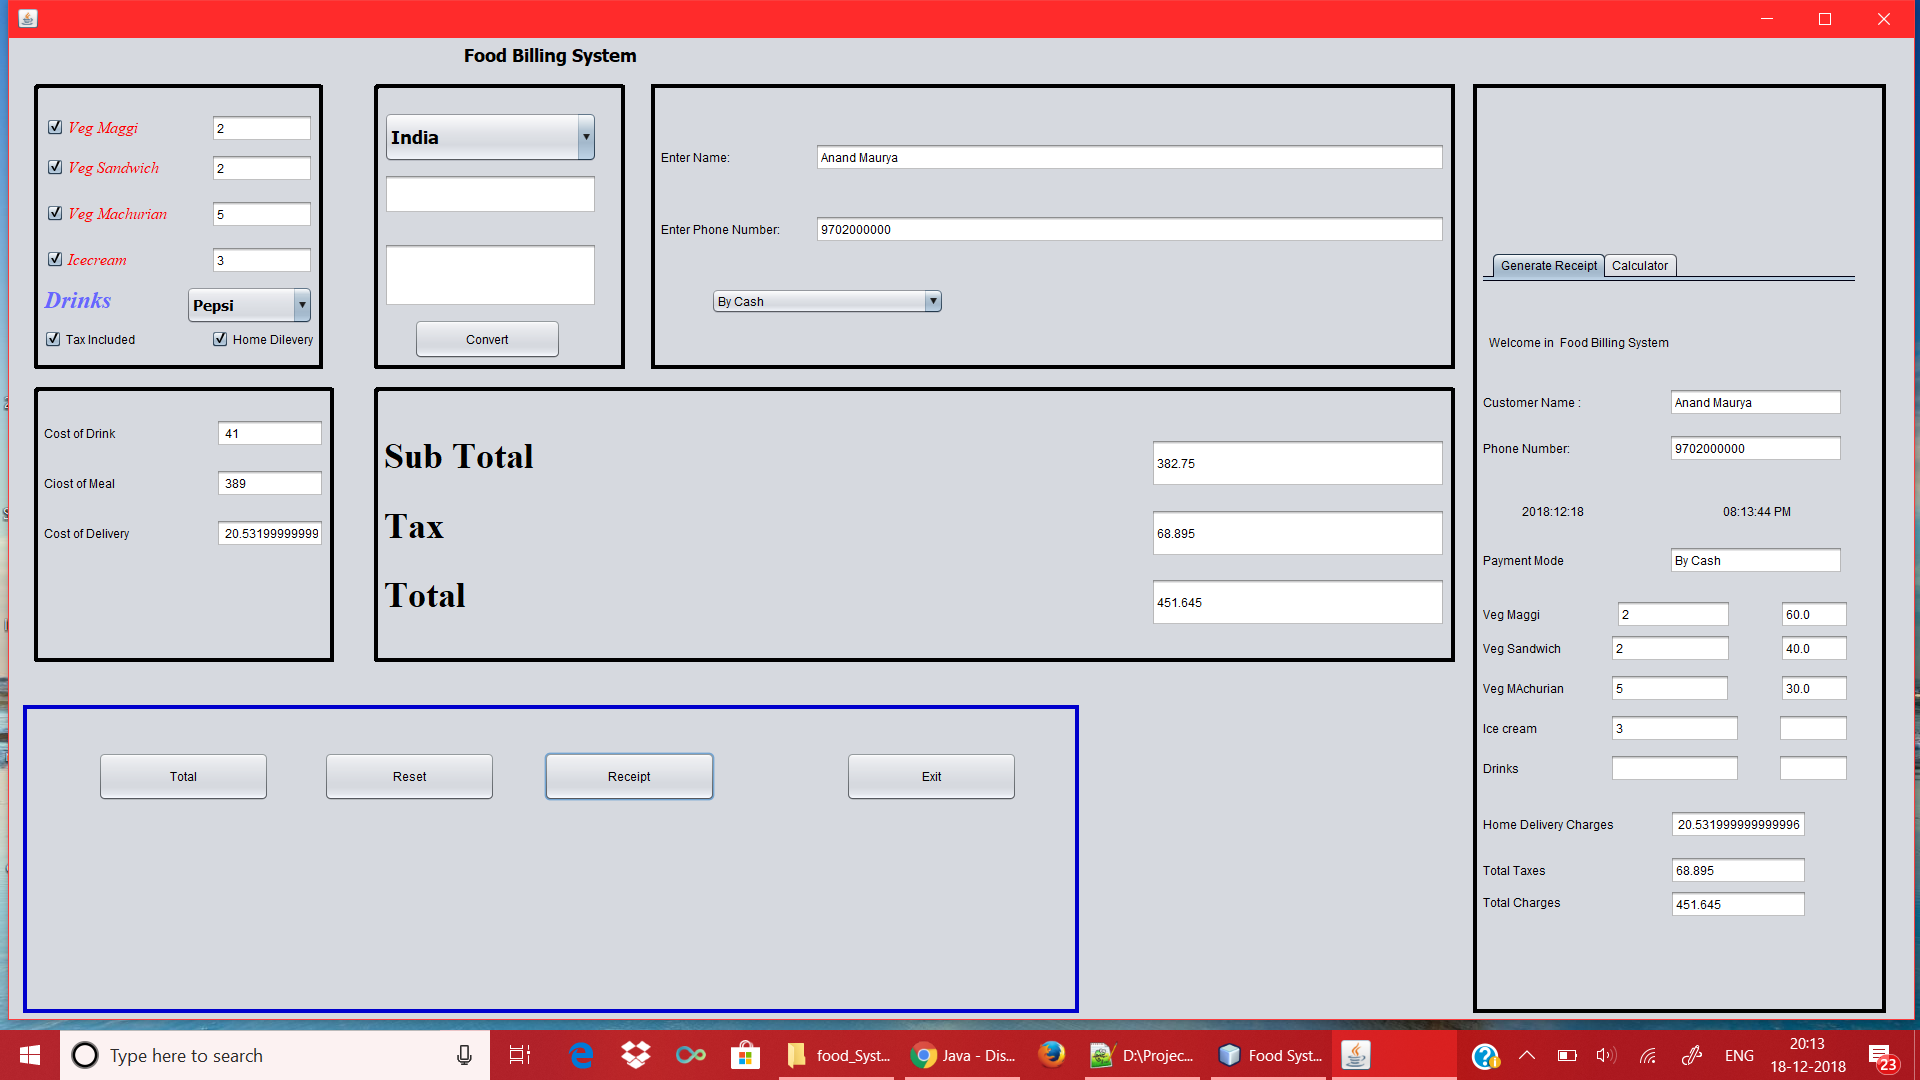 Food Billing System
Veg Maggi 2
Veg Sandwich 2
Veg Machurian 5
Icecream 3
Drinks Pepsi
Tax Included Home Dilevery
India
Convert
Enter Name: Anand Maurya
Enter Phone Number: 9702000000
By Cash
Cost of Drink 41
Ciost of Meal 389
Cost of Delivery 20.53199999999
Sub Total 382.75
Tax 68.895
Total 451.645
Total Reset Receipt Exit
Generate Receipt Calculator
Welcome in Food Billing System
Customer Name : Anand Maurya
Phone Number: 9702000000
2018:12:18 08:13:44 PM
Payment Mode By Cash
Veg Maggi 2 60.0
Veg Sandwich 2 40.0
Veg MAchurian 5 30.0
Ice cream 3
Drinks
Home Delivery Charges 20.531999999999996
Total Taxes 68.895
Total Charges 451.645
Type here to search
food_Syst... Java - Dis... D:\Projec... Food Syst...
ENG
20:13
18-12-2018
23